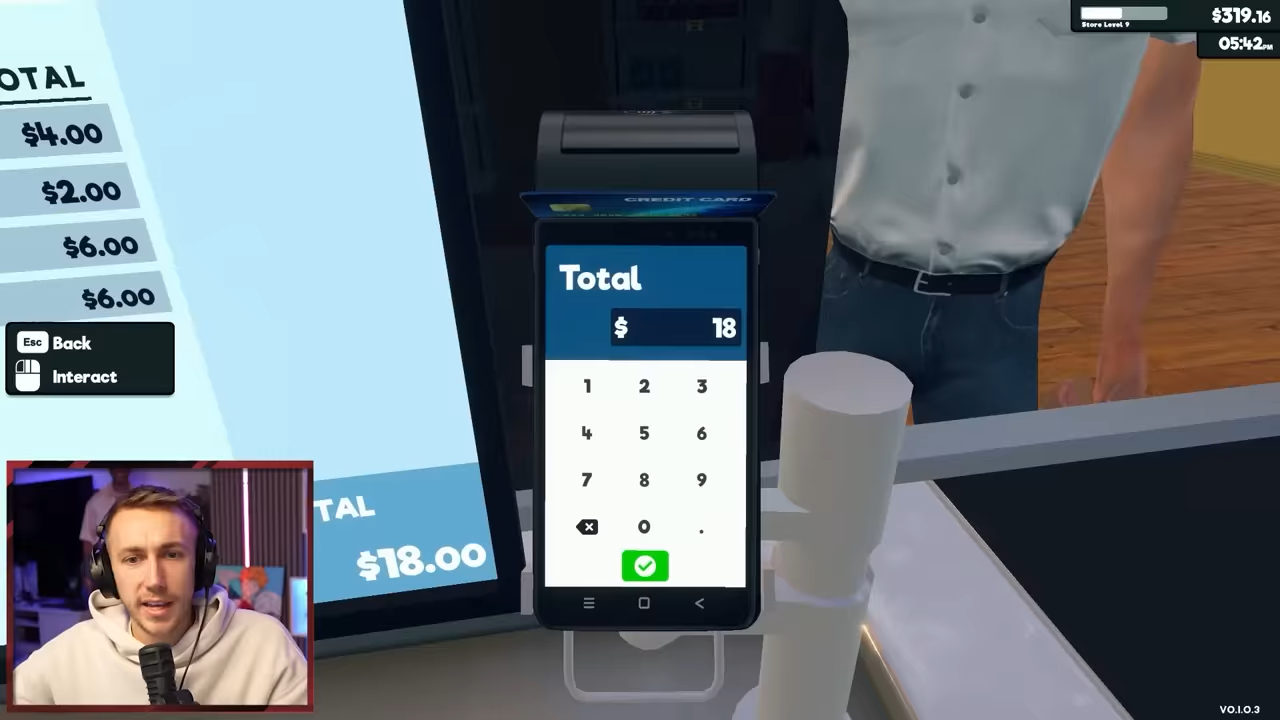 $319.16
Store Level 9
05:42PM
OTAL
$4.00
$2.00
$6.00
$6.00
Esc Back
Interact
TAL
$18.00
CREDIT CARD
Total
$ 18
1 2 3
4 5 6
7 8 9
0 .
V0.1.0.3